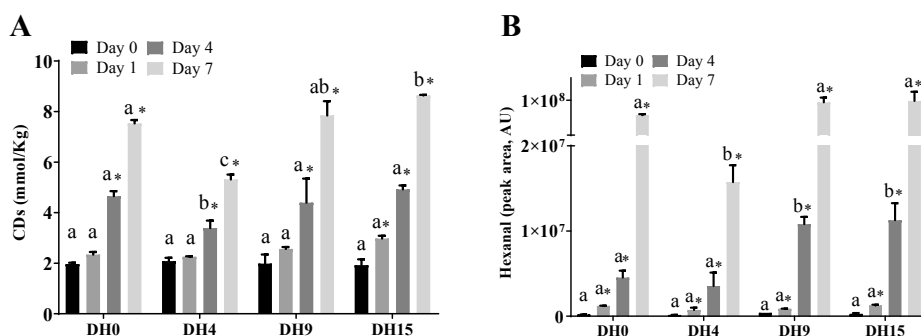 A
Day 0 Day 4
Day 1 Day 7
CDs (mmol/Kg)
10
8
6
4
2
0
a a a* a*
a a b* c*
a a a* ab*
a a* a* b*
DH0 DH4 DH9 DH15
B
Day 0 Day 4
Day 1 Day 7
Hexanal (peak area, AU)
1×10⁸
2×10⁷
1×10⁷
0
a a* a* a*
a a* a* b*
a a* b* a*
a a* b* a*
DH0 DH4 DH9 DH15